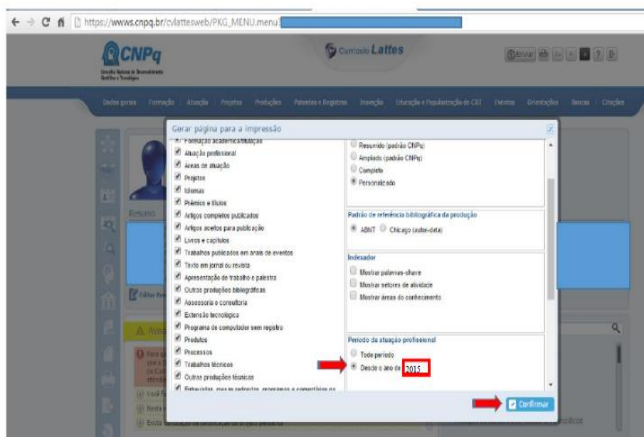 https://wwws.cnpq.br/cvlattesweb/PKG_MENU.menu
CNPq
Currículo Lattes
Dados gerais Formação Atuação Projetos Produções Patentes e Registros Inovação Educação e Popularização de C&T Eventos Orientações Bancas Citações
Gerar página para a impressão
Formação acadêmica/titulação
Atuação profissional
Áreas de atuação
Projetos
Idiomas
Prêmios e títulos
Artigos completos publicados
Artigos aceitos para publicação
Livros e capítulos
Trabalhos publicados em anais de eventos
Texto em jornal ou revista
Apresentação de trabalho e palestra
Outras produções bibliográficas
Assessoria e consultoria
Extensão tecnológica
Programa de computador sem registro
Produtos
Processos
Trabalhos técnicos
Outras produções técnicas
Resumido (padrão CNPq)
Ampliado (padrão CNPq)
Completo
Personalizado
Padrão de referência bibliográfica da produção
ABNT Chicago (autor-data)
Indexador
Mostrar palavras-chave
Mostrar setores de atividade
Mostrar áreas do conhecimento
Período da atuação profissional
Todo período
Desde o ano de 2015
Confirmar
Resumo